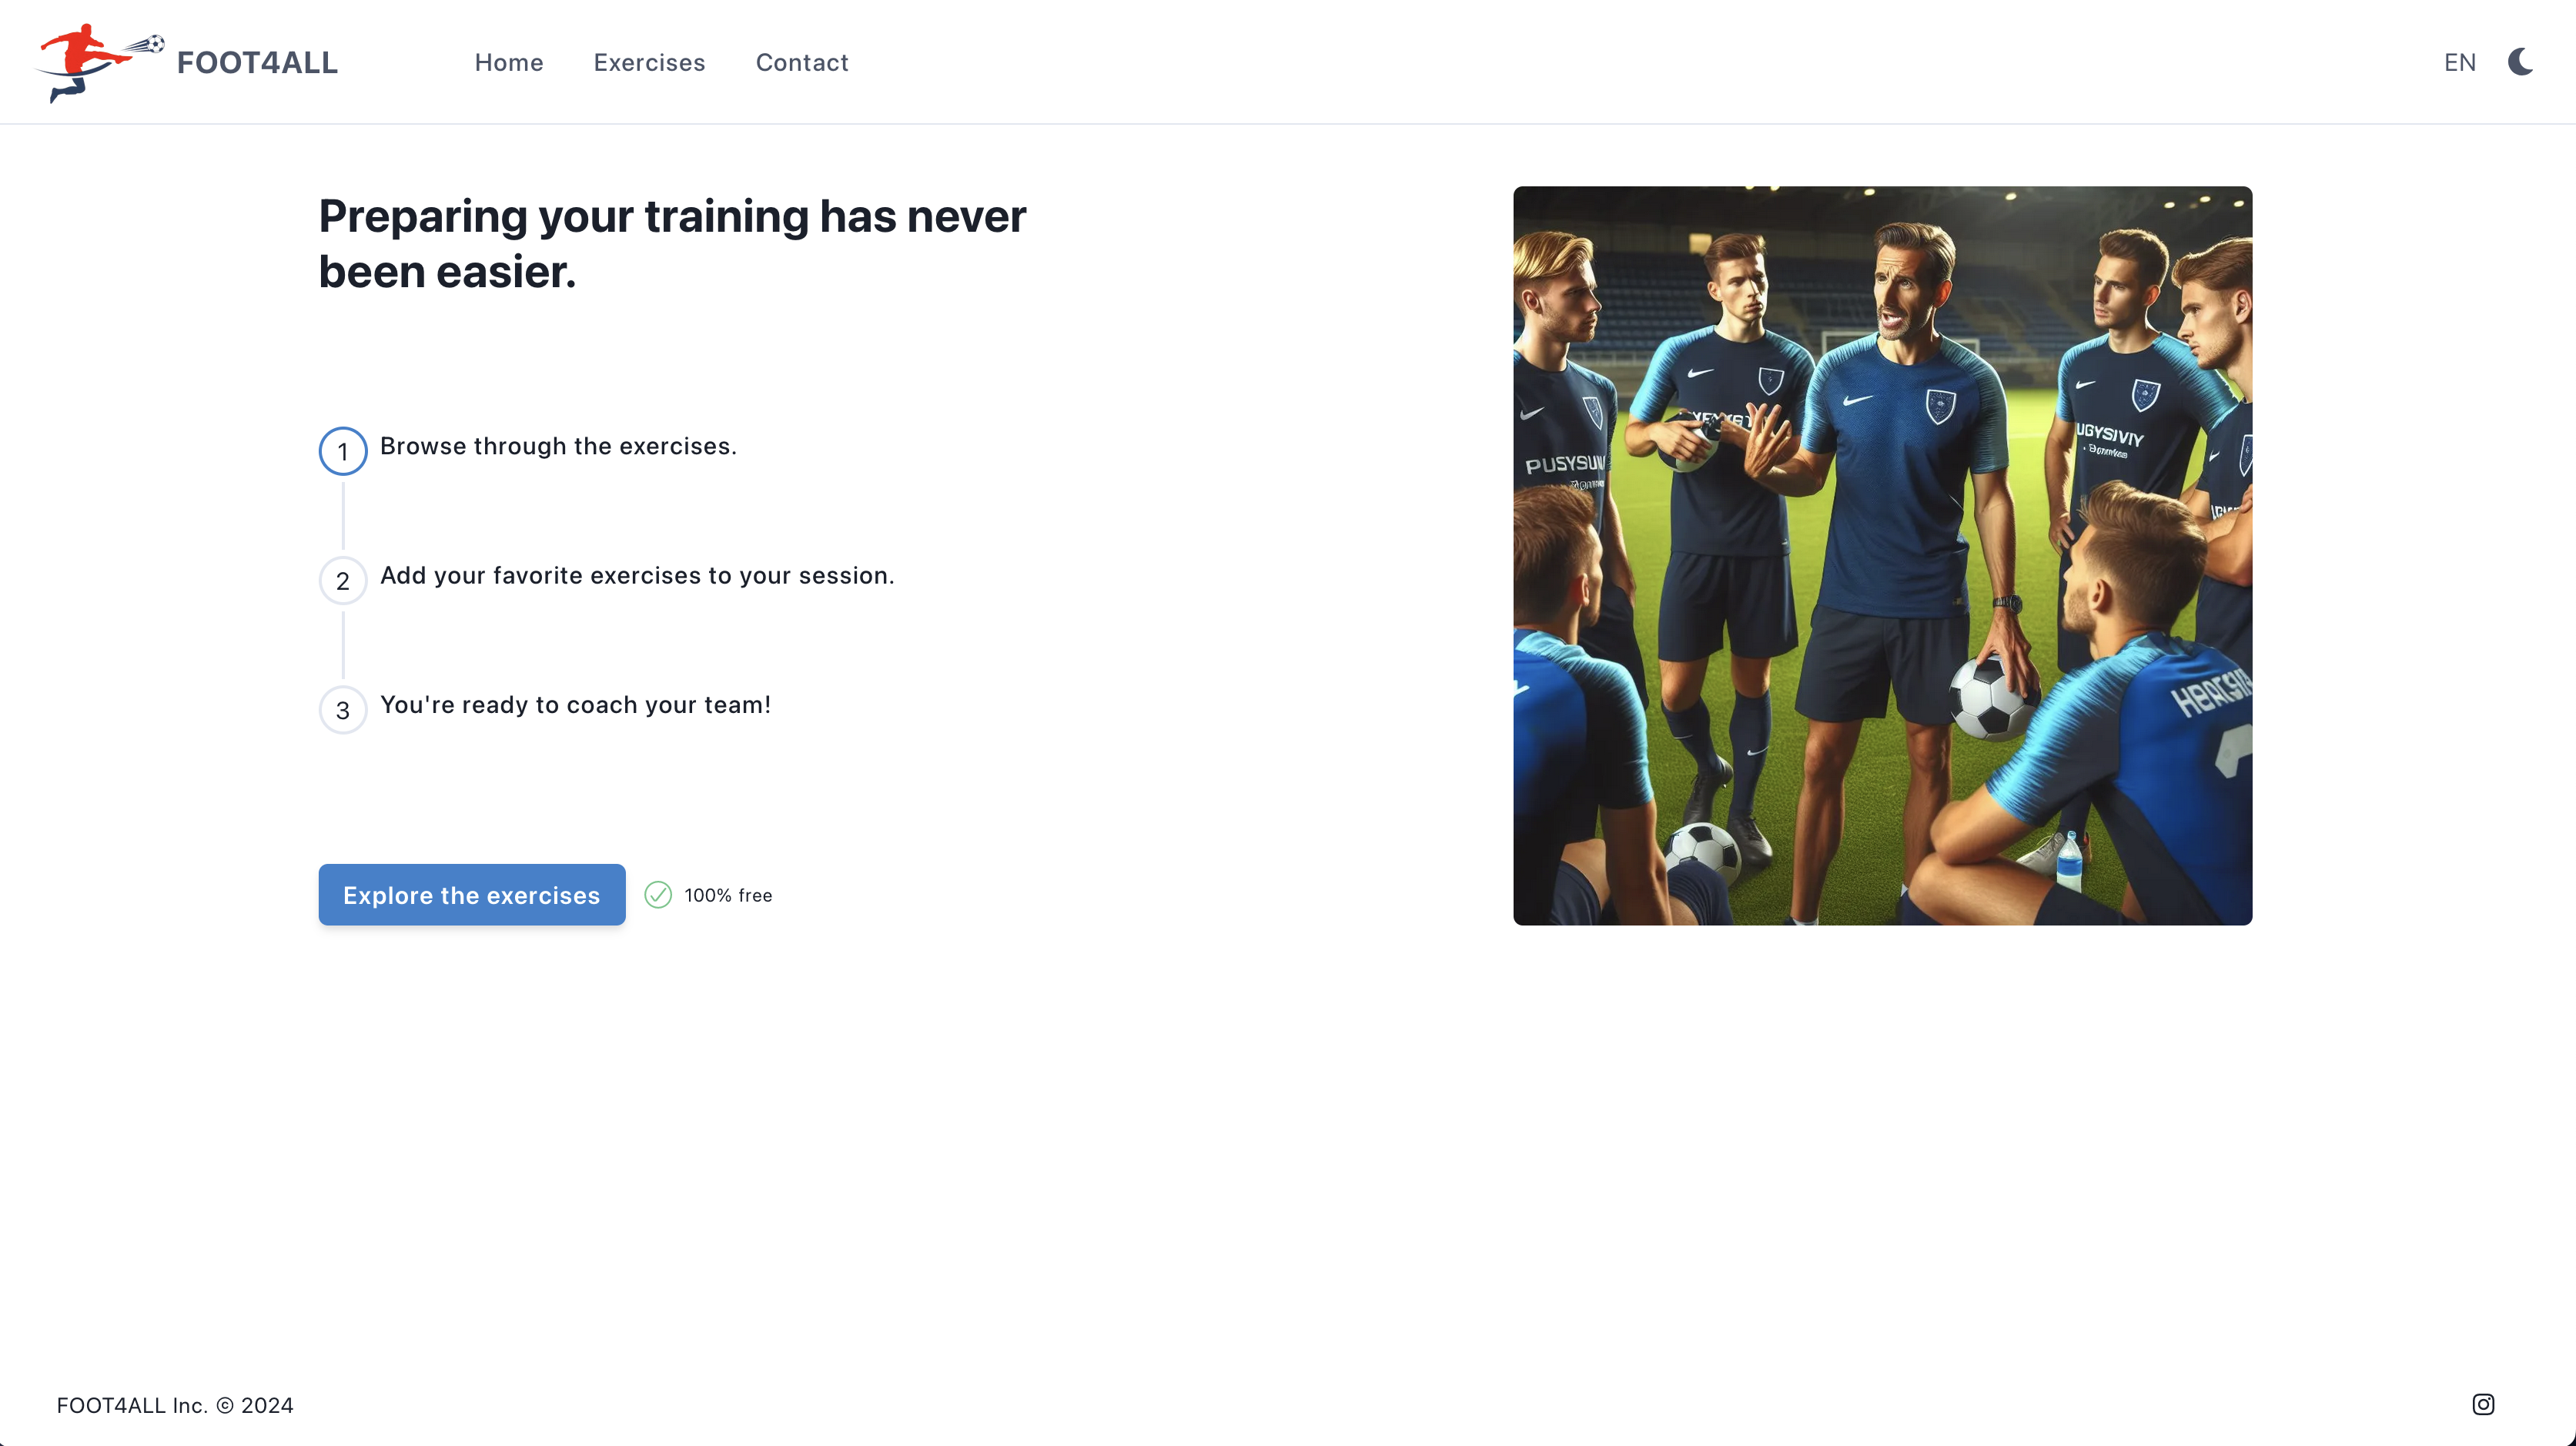 FOOT4ALL
Home
Exercises
Contact
EN
Preparing your training has never
been easier.
1
Browse through the exercises.
2
Add your favorite exercises to your session.
3
You're ready to coach your team!
Explore the exercises
100% free
UGYSIVIY
FOOT4ALL Inc. © 2024